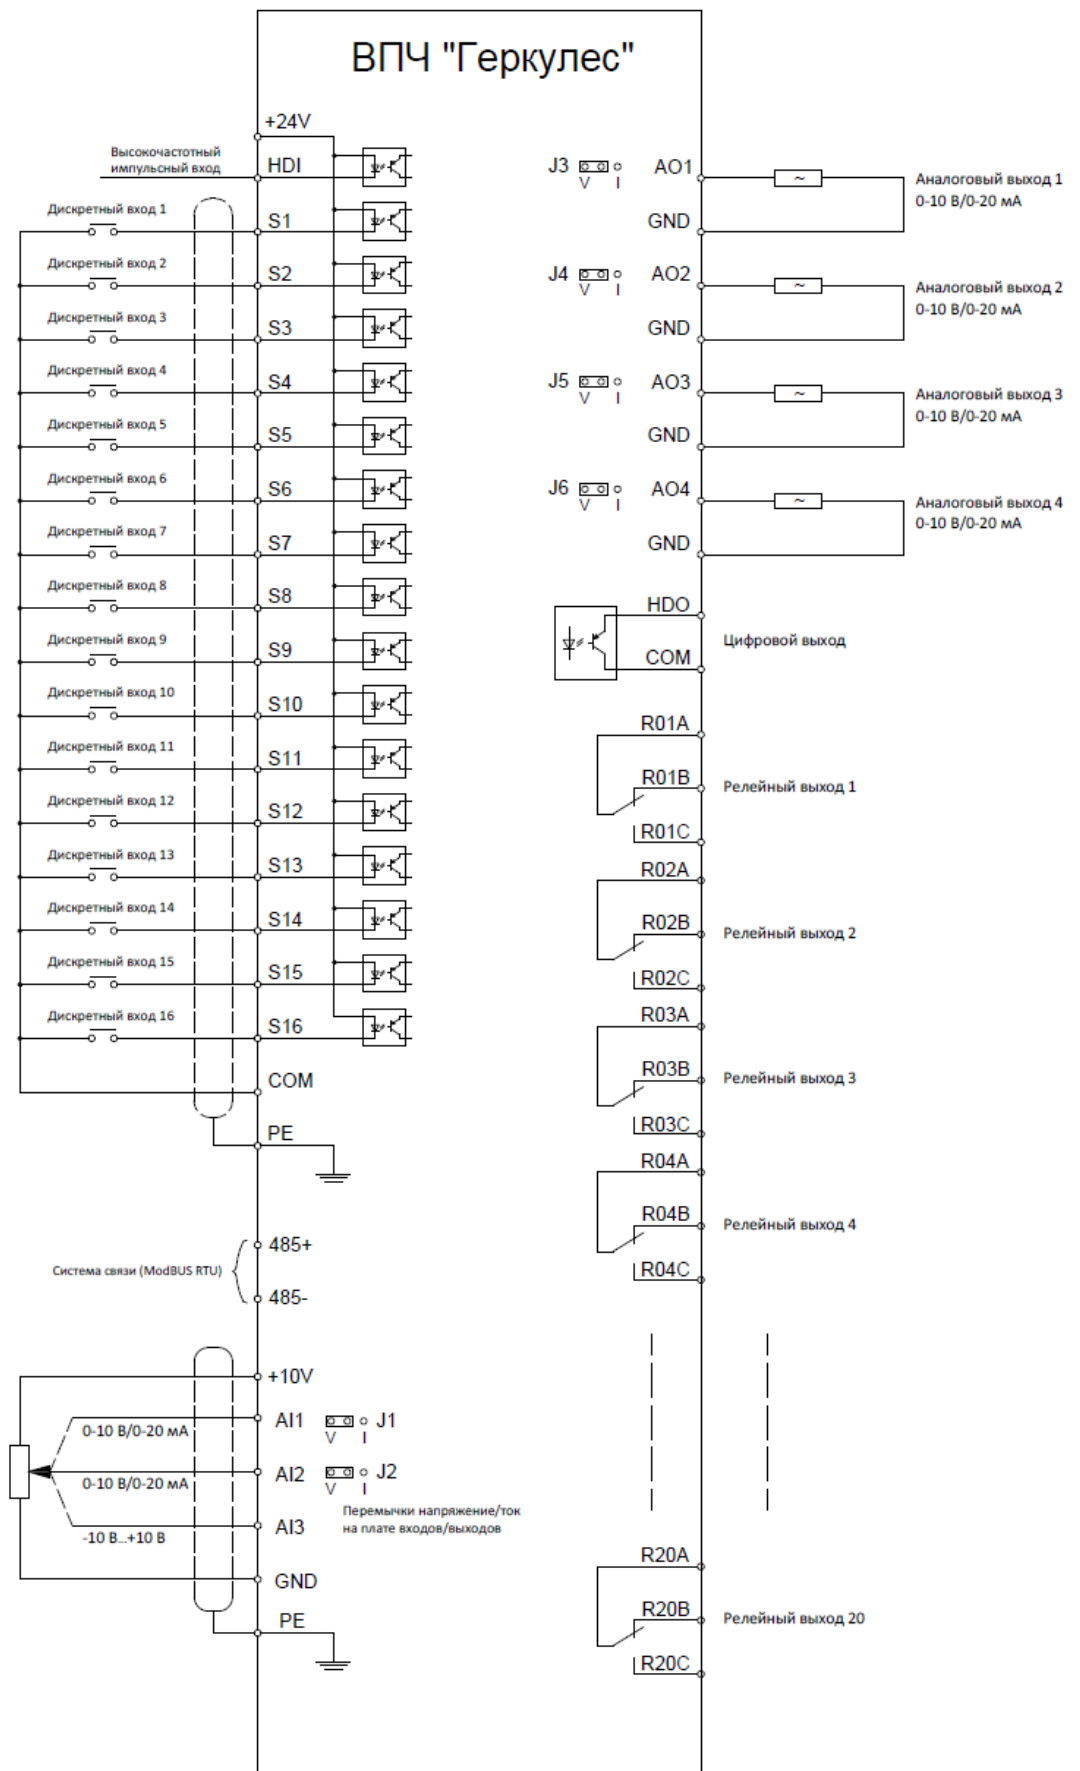 ВПЧ "Геркулес"
+24V
Высокочастотный
импульсный вход
HDI
Дискретный вход 1
S1
Дискретный вход 2
S2
Дискретный вход 3
S3
Дискретный вход 4
S4
Дискретный вход 5
S5
Дискретный вход 6
S6
Дискретный вход 7
S7
Дискретный вход 8
S8
Дискретный вход 9
S9
Дискретный вход 10
S10
Дискретный вход 11
S11
Дискретный вход 12
S12
Дискретный вход 13
S13
Дискретный вход 14
S14
Дискретный вход 15
S15
Дискретный вход 16
S16
COM
PE
485+
Система связи (ModBUS RTU)
485-
+10V
AI1
J1
V I
0-10 В/0-20 мА
AI2
J2
V I
0-10 В/0-20 мА
Перемычки напряжение/ток
на плате входов/выходов
AI3
-10 В...+10 В
GND
PE
J3
V I
AO1
GND
Аналоговый выход 1
0-10 В/0-20 мА
J4
V I
AO2
GND
Аналоговый выход 2
0-10 В/0-20 мА
J5
V I
AO3
GND
Аналоговый выход 3
0-10 В/0-20 мА
J6
V I
AO4
GND
Аналоговый выход 4
0-10 В/0-20 мА
HDO
Цифровой выход
COM
R01A
R01B
Релейный выход 1
R01C
R02A
R02B
Релейный выход 2
R02C
R03A
R03B
Релейный выход 3
R03C
R04A
R04B
Релейный выход 4
R04C
R20A
R20B
Релейный выход 20
R20C